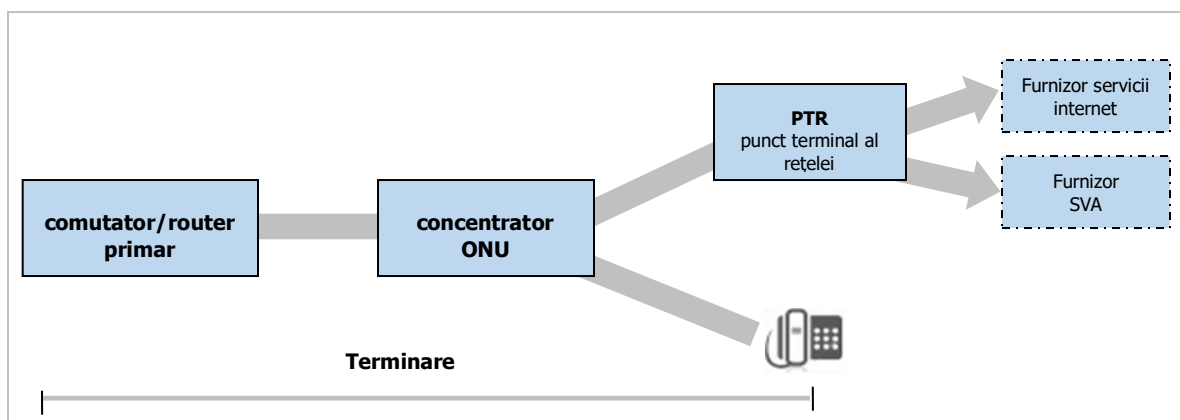 comutator/router
primar
concentrator
ONU
PTR
punct terminal al
rețelei
Furnizor servicii
internet
Furnizor
SVA
Terminare